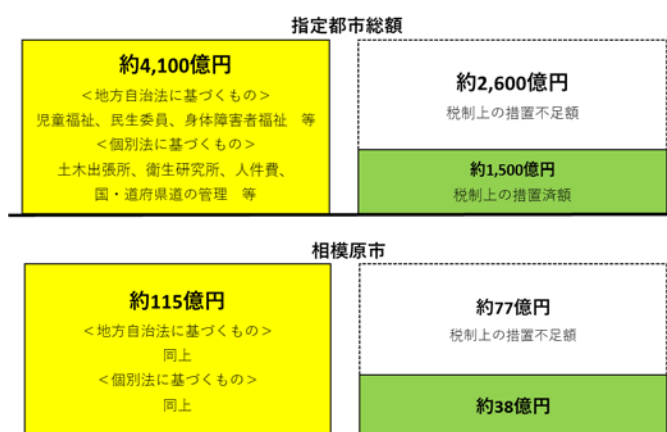 指定都市総額
約4,100億円
＜地方自治法に基づくもの＞
児童福祉、民生委員、身体障害者福祉　等
＜個別法に基づくもの＞
土木出張所、衛生研究所、人件費、
国・道府県道の管理　等
約2,600億円
税制上の措置不足額
約1,500億円
税制上の措置済額
相模原市
約115億円
＜地方自治法に基づくもの＞
同上
＜個別法に基づくもの＞
同上
約77億円
税制上の措置不足額
約38億円